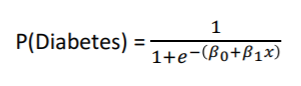 P(Diabetes) = 1 / 1+e^−(β₀+β₁x)